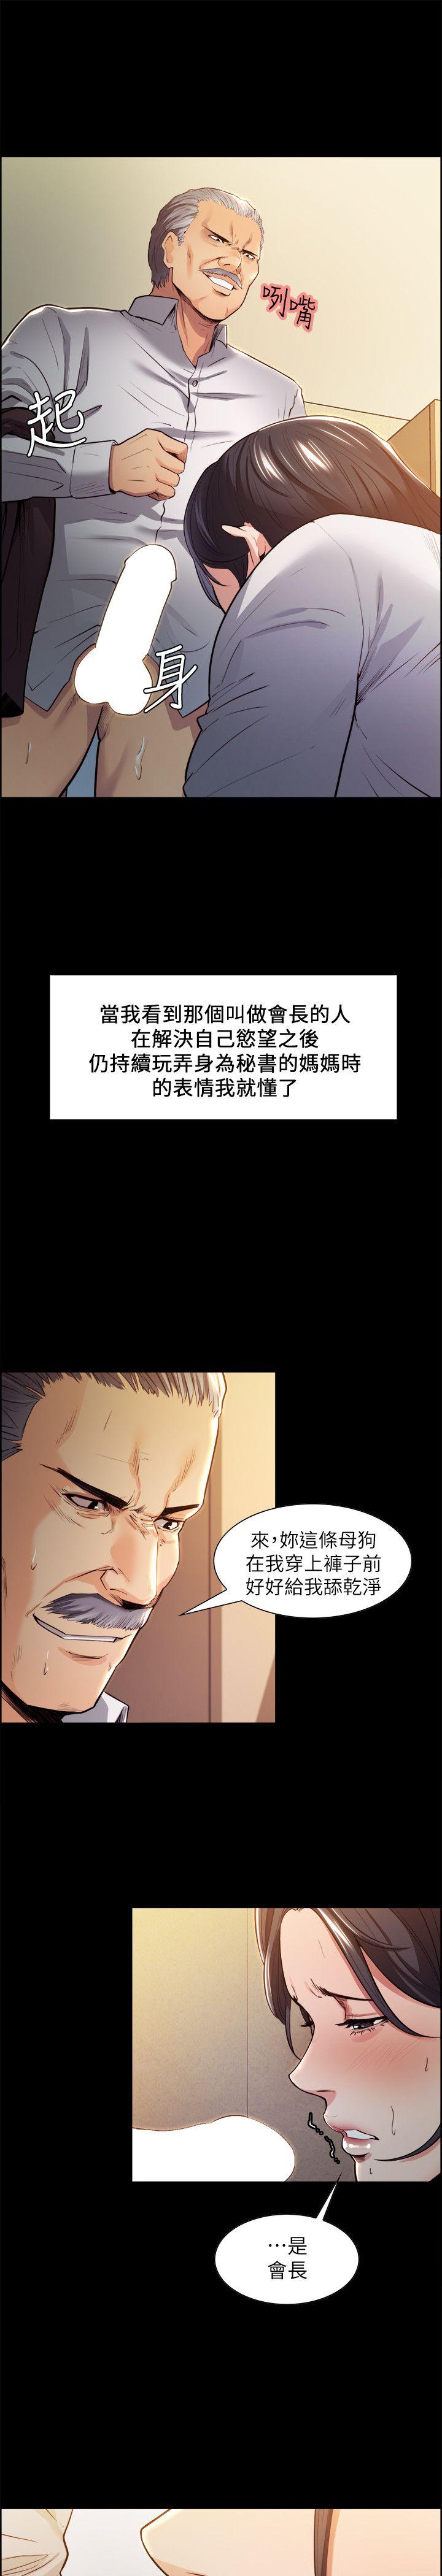 咧嘴
起
身
當我看到那個叫做會長的人
在解決自己慾望之後
仍持續玩弄身為秘書的媽媽時
的表情我就懂了
來，妳這條母狗
在我穿上褲子前
好好給我舔乾淨
…是
會長